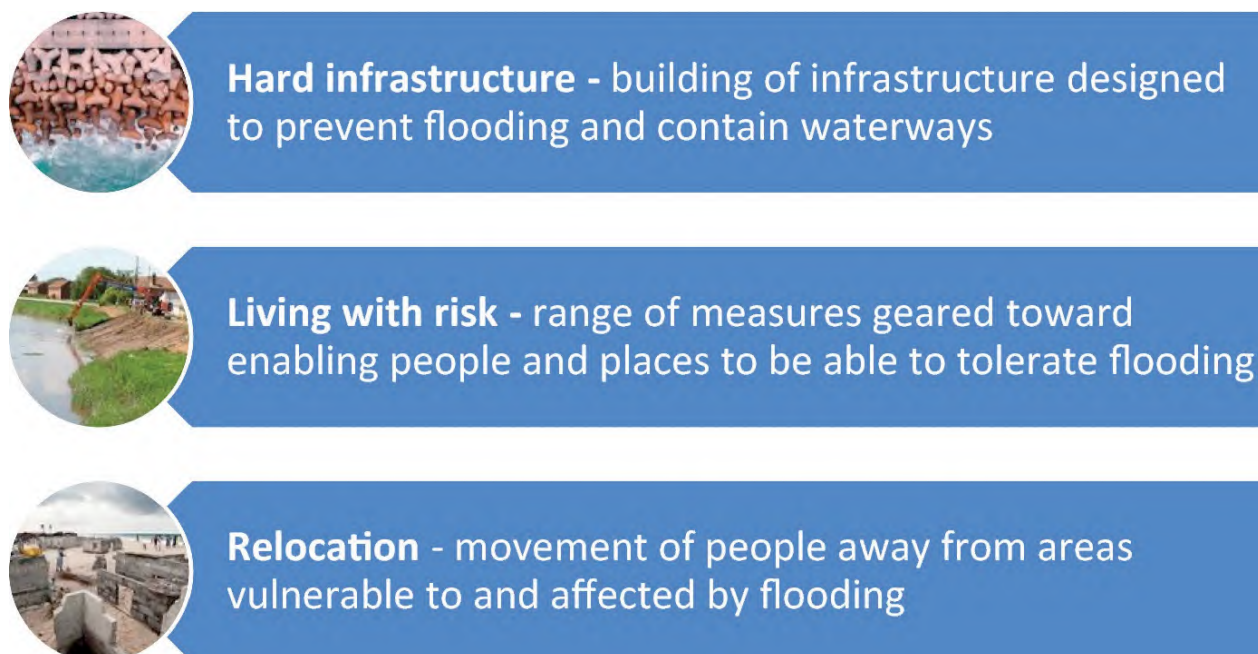 Hard infrastructure - building of infrastructure designed
to prevent flooding and contain waterways
Living with risk - range of measures geared toward
enabling people and places to be able to tolerate flooding
Relocation - movement of people away from areas
vulnerable to and affected by flooding